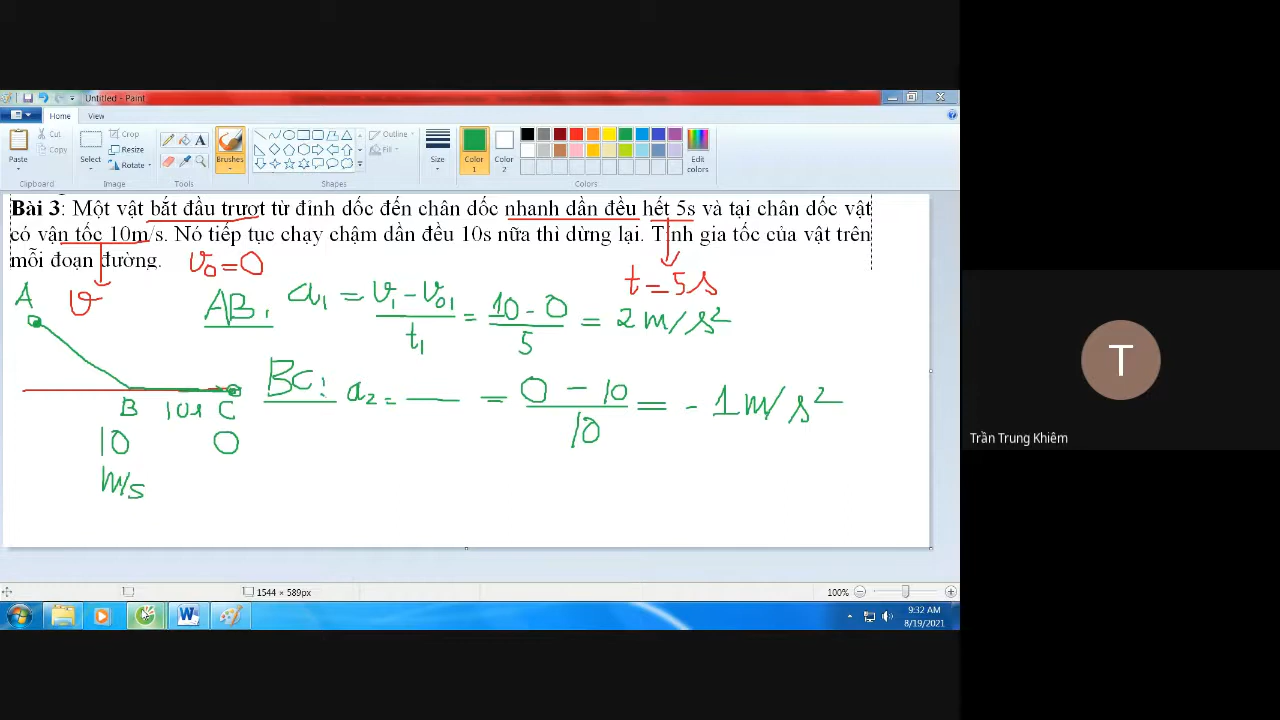 Untitled - Paint
Home View
Paste
Cut
Copy
Clipboard
Select
Crop
Resize
Rotate
Image
Tools
Brushes
Shapes
Outline
Fill
Size
Color 1
Color 2
Edit colors
Colors
Bài 3: Một vật bắt đầu trượt từ đỉnh dốc đến chân dốc nhanh dần đều hết 5s và tại chân dốc vật
có vận tốc 10m/s. Nó tiếp tục chạy chậm dần đều 10s nữa thì dừng lại. Tính gia tốc của vật trên
mỗi đoạn đường.
v₀ = 0
t = 5s
v
A
AB: a₁ = (v₁ - v₀₁)/t₁ = (10 - 0)/5 = 2 m/s²
BC: a₂ = — = (0 - 10)/10 = - 1 m/s²
B 10s C
10 0
m/s
T
Trần Trung Khiêm
1544 × 589px
100%
W
9:32 AM
8/19/2021